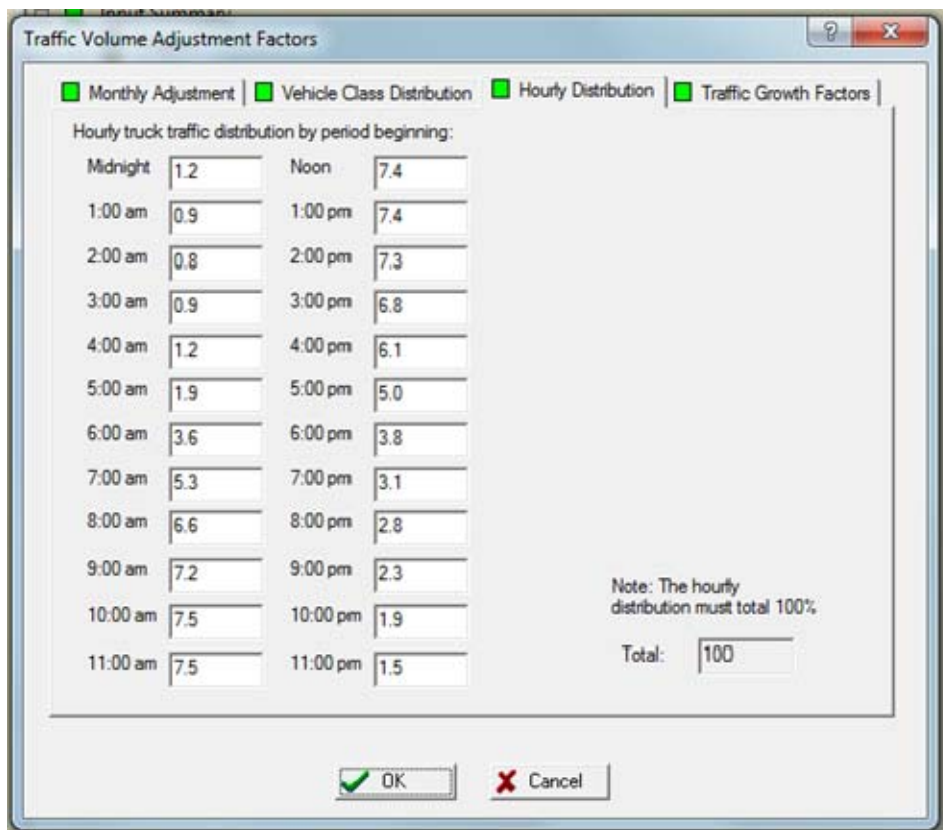 Input Summary
Traffic Volume Adjustment Factors
Monthly Adjustment Vehicle Class Distribution Hourly Distribution Traffic Growth Factors
Hourly truck traffic distribution by period beginning:
Midnight 1.2 Noon 7.4
1:00 am 0.9 1:00 pm 7.4
2:00 am 0.8 2:00 pm 7.3
3:00 am 0.9 3:00 pm 6.8
4:00 am 1.2 4:00 pm 6.1
5:00 am 1.9 5:00 pm 5.0
6:00 am 3.6 6:00 pm 3.8
7:00 am 5.3 7:00 pm 3.1
8:00 am 6.6 8:00 pm 2.8
9:00 am 7.2 9:00 pm 2.3
10:00 am 7.5 10:00 pm 1.9
11:00 am 7.5 11:00 pm 1.5
Note: The hourly
distribution must total 100%
Total: 100
OK Cancel